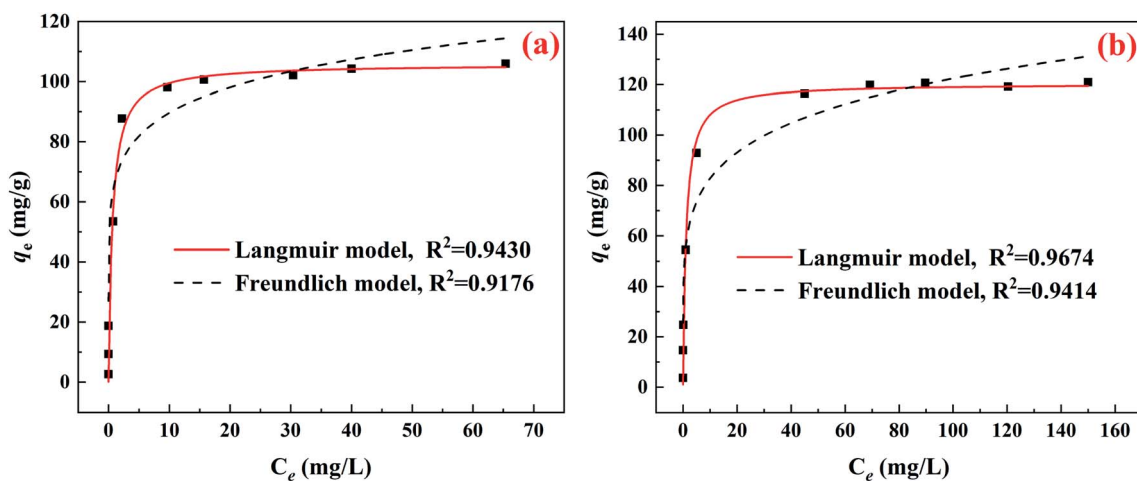 (a)
120
100
80
60
40
20
0
qe (mg/g)
Langmuir model, R²=0.9430
Freundlich model, R²=0.9176
0 10 20 30 40 50 60 70
Ce (mg/L)
(b)
140
120
100
80
60
40
20
0
qe (mg/g)
Langmuir model, R²=0.9674
Freundlich model, R²=0.9414
0 20 40 60 80 100 120 140 160
Ce (mg/L)